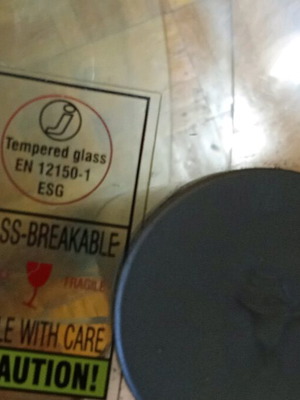 Tempered glass
EN 12150-1
ESG
SS-BREAKABLE
FRAGILE
LE WITH CARE
AUTION!